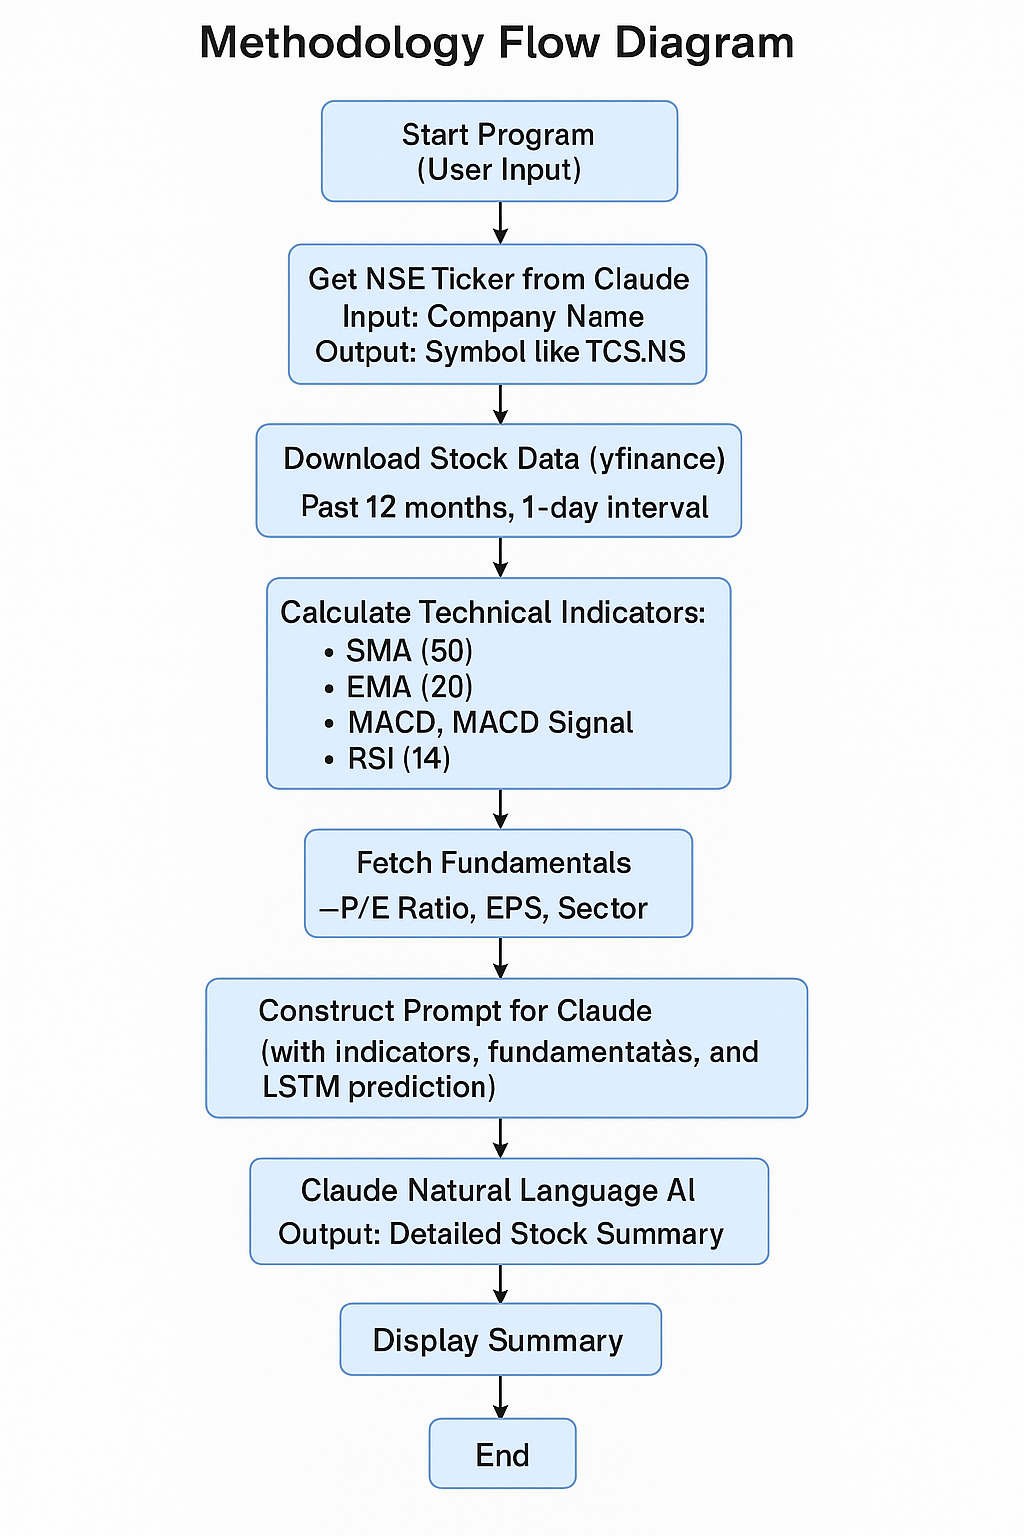 Methodology Flow Diagram
Start Program
(User Input)
Get NSE Ticker from Claude
Input: Company Name
Output: Symbol like TCS.NS
Download Stock Data (yfinance)
Past 12 months, 1-day interval
Calculate Technical Indicators:
• SMA (50)
• EMA (20)
• MACD, MACD Signal
• RSI (14)
Fetch Fundamentals
–P/E Ratio, EPS, Sector
Construct Prompt for Claude
(with indicators, fundamentatàs, and
LSTM prediction)
Claude Natural Language AI
Output: Detailed Stock Summary
Display Summary
End